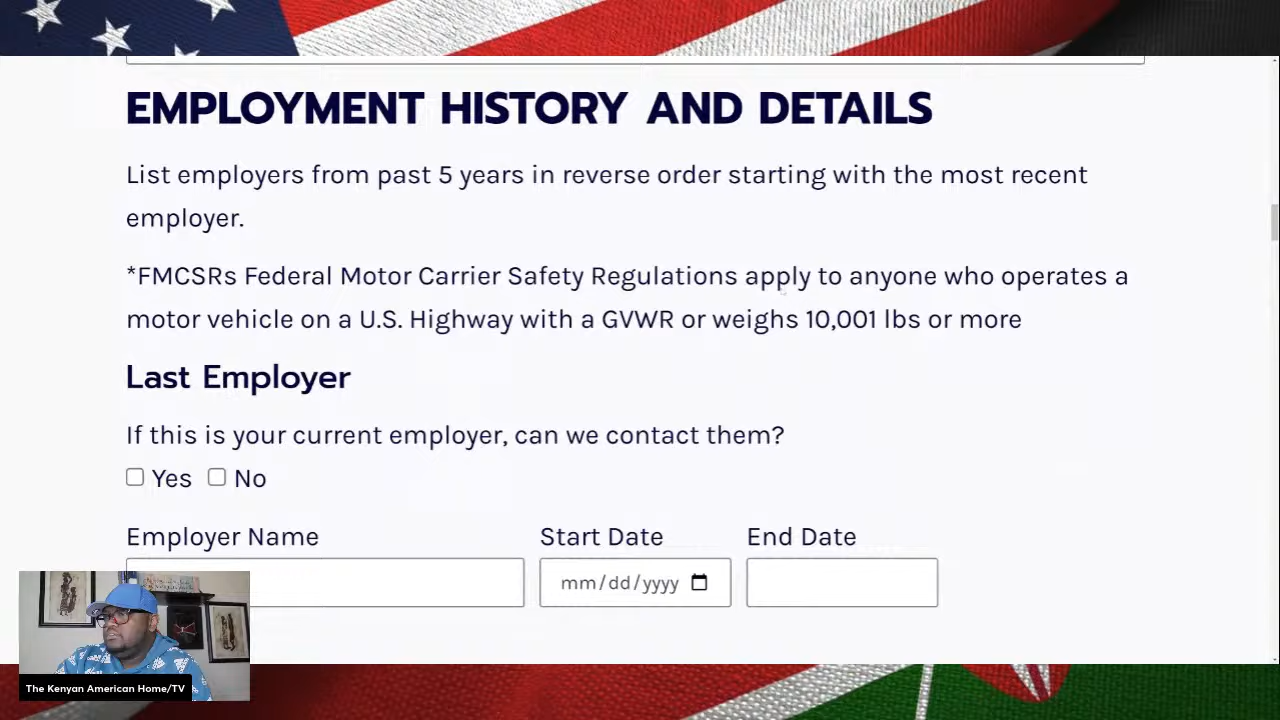 EMPLOYMENT HISTORY AND DETAILS
List employers from past 5 years in reverse order starting with the most recent
employer.
*FMCSRs Federal Motor Carrier Safety Regulations apply to anyone who operates a
motor vehicle on a U.S. Highway with a GVWR or weighs 10,001 lbs or more
Last Employer
If this is your current employer, can we contact them?
Yes No
Employer Name Start Date End Date
mm/dd/yyyy
The Kenyan American Home/TV